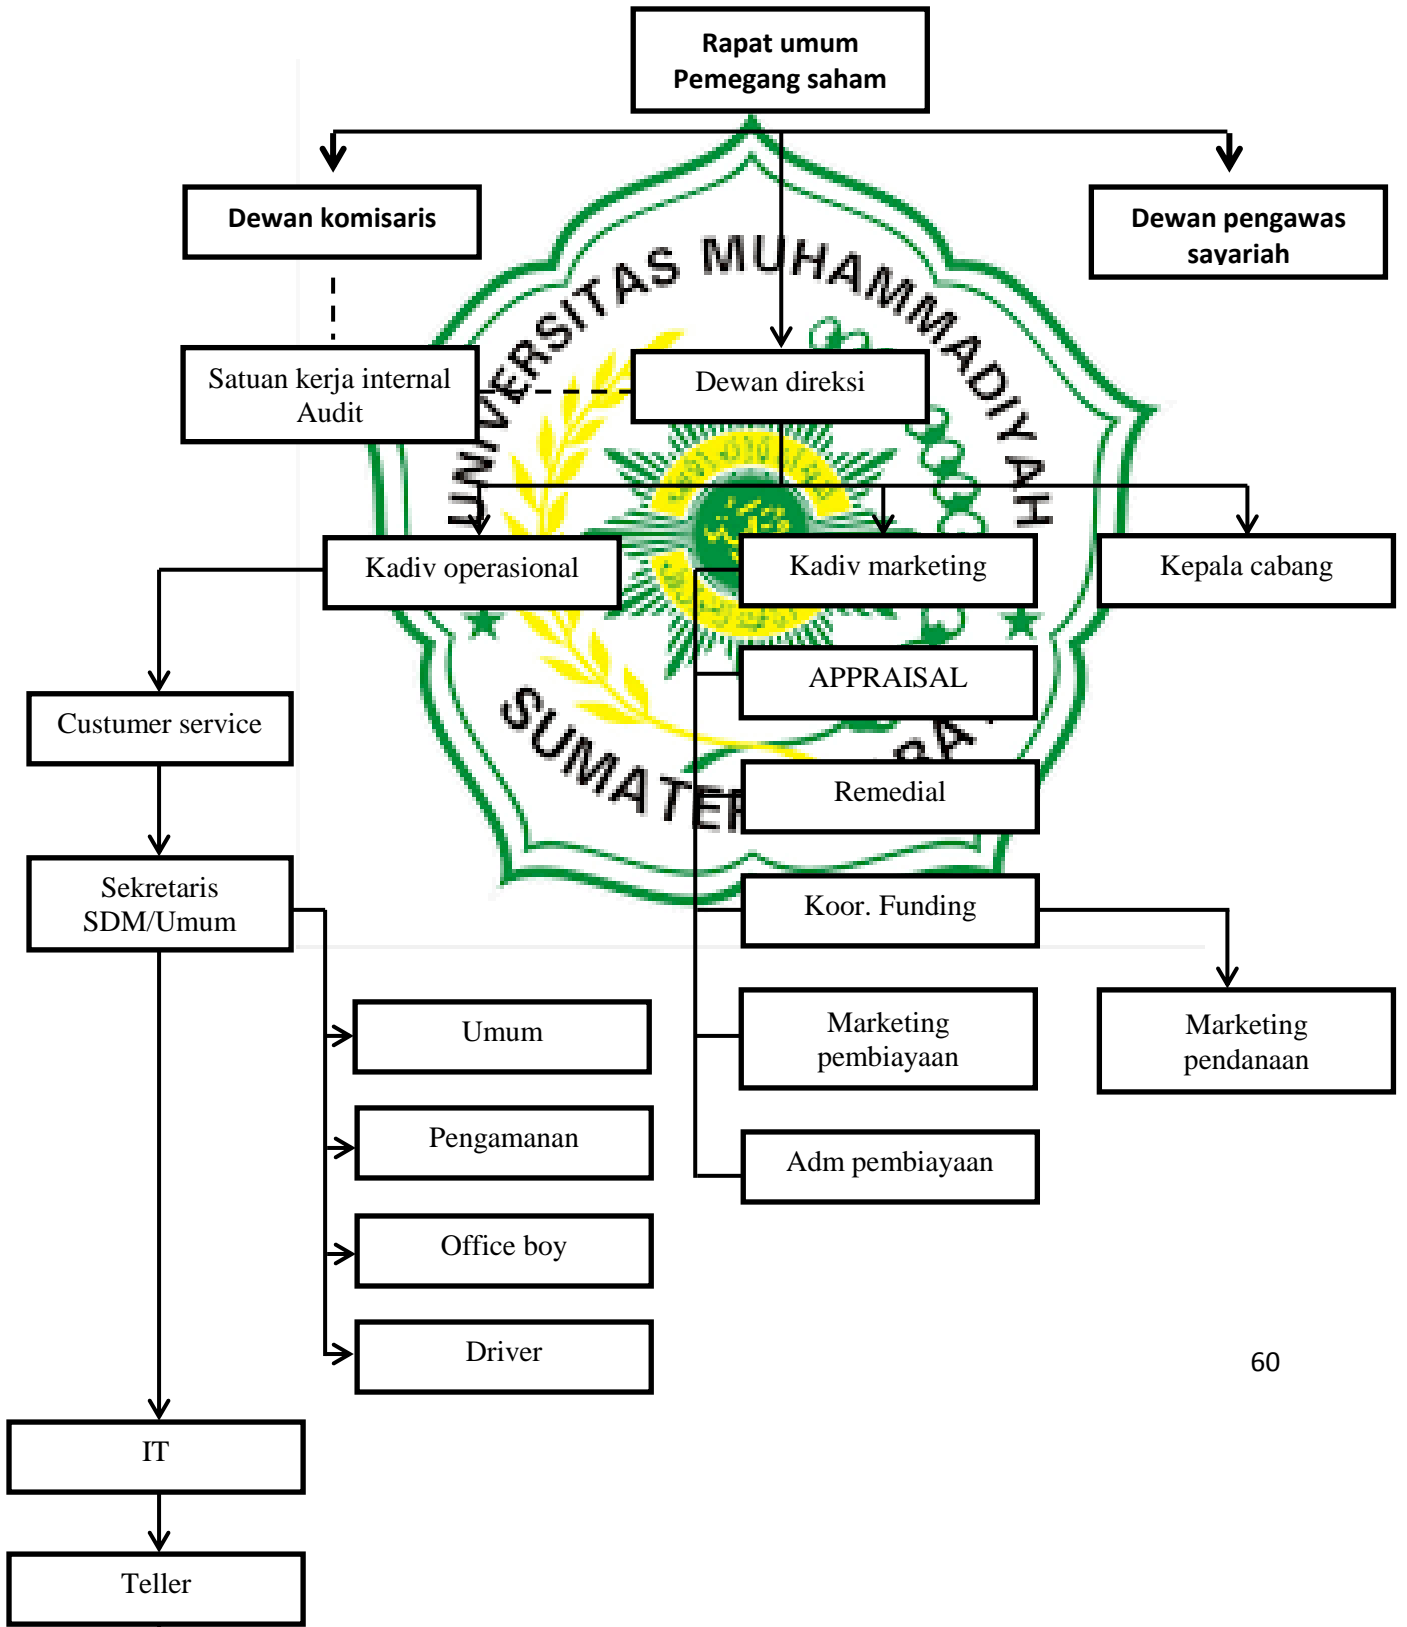 Rapat umum
Pemegang saham
Dewan komisaris
Dewan pengawas
sayariah
UNIVERSITAS MUHAMMADIYAH
Satuan kerja internal
Audit
Dewan direksi
Kadiv operasional
Kadiv marketing
Kepala cabang
APPRAISAL
Custumer service
Remedial
Sekretaris
SDM/Umum
Koor. Funding
Umum
Marketing
pembiayaan
Marketing
pendanaan
Pengamanan
Adm pembiayaan
Office boy
Driver
60
IT
Teller